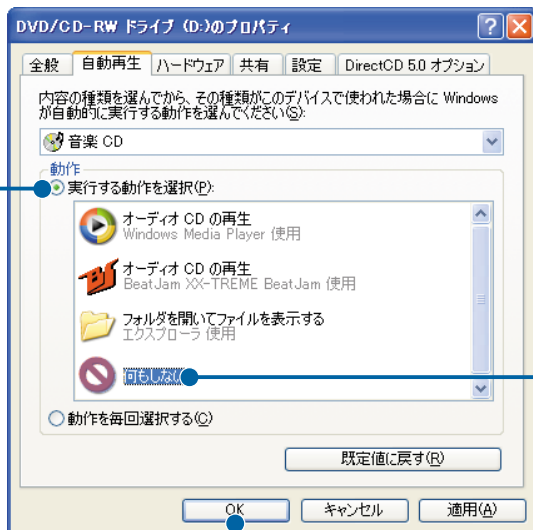 DVD/CD-RW ドライブ (D:)のプロパティ
全般 自動再生 ハードウェア 共有 設定 DirectCD 5.0 オプション
内容の種類を選んでから、その種類がこのデバイスで使われた場合に Windows
が自動的に実行する動作を選んでください(S):
音楽 CD
動作
実行する動作を選択(P):
オーディオ CD の再生
Windows Media Player 使用
オーディオ CD の再生
BeatJam XX-TREME BeatJam 使用
フォルダを開いてファイルを表示する
エクスプローラ 使用
何もしない
動作を毎回選択する(C)
既定値に戻す(R)
OK キャンセル 適用(A)